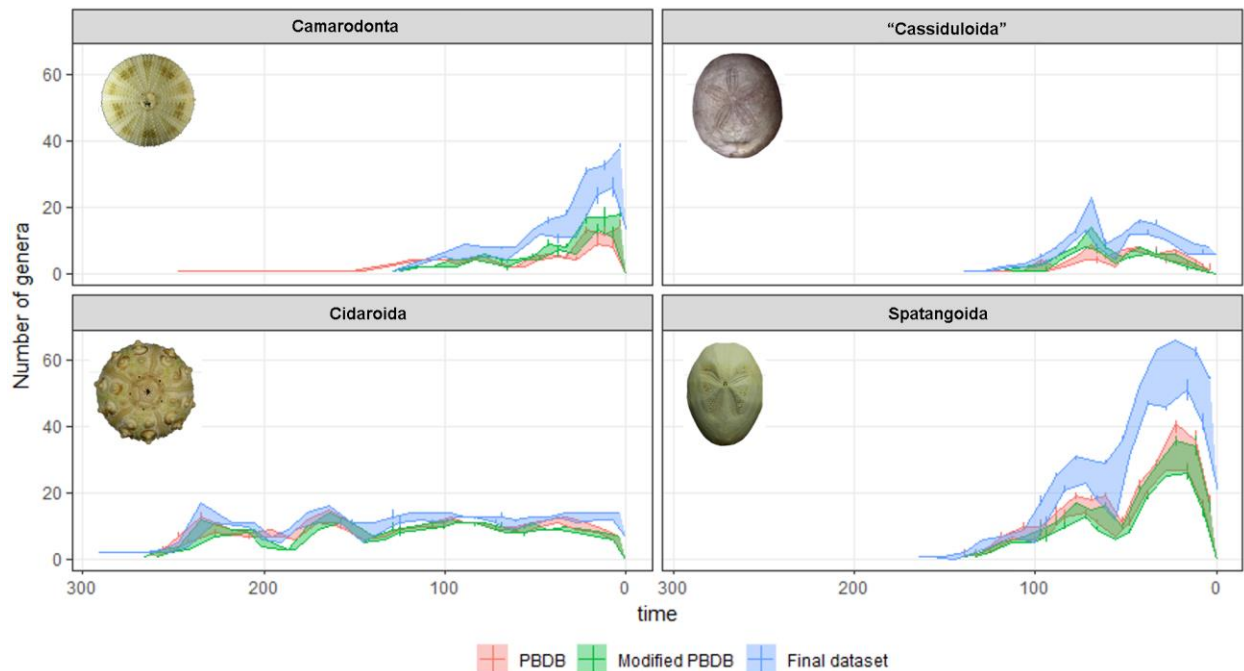 Camarodonta
“Cassiduloida”
60
40
20
0
Cidaroida
Spatangoida
60
40
20
0
Number of genera
300
200
100
0
300
200
100
0
time
PBDB
Modified PBDB
Final dataset